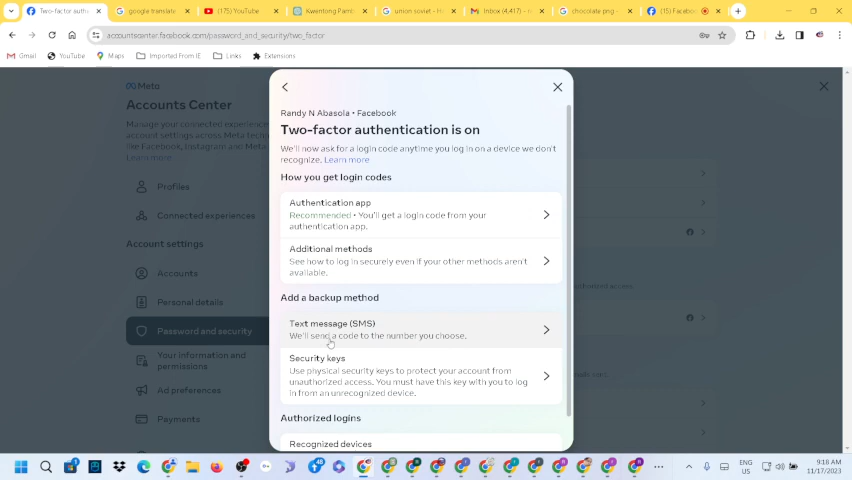 Two-factor auth
google translate
(175) YouTube
Kwentong Pamb
union soviet - H
Inbox (4,417) - r
chocolate png -
(15) Facebook
accountscenter.facebook.com/password_and_security/two_factor
Gmail
YouTube
Maps
Imported From IE
Links
Extensions
Meta
Accounts Center
Manage your connected experience
account settings across Meta techn
like Facebook, Instagram and Meta
Learn more
Profiles
Connected experiences
Account settings
Accounts
Personal details
Password and security
Your information and
permissions
Ad preferences
Payments
Randy N Abasola • Facebook
Two-factor authentication is on
We'll now ask for a login code anytime you log in on a device we don't
recognize. Learn more
How you get login codes
Authentication app
Recommended • You'll get a login code from your
authentication app.
Additional methods
See how to log in securely even if your other methods aren't
available.
Add a backup method
Text message (SMS)
We'll send a code to the number you choose.
Security keys
Use physical security keys to protect your account from
unauthorized access. You must have this key with you to log
in from an unrecognized device.
Authorized logins
Recognized devices
ENG
US
9:18 AM
11/17/2023